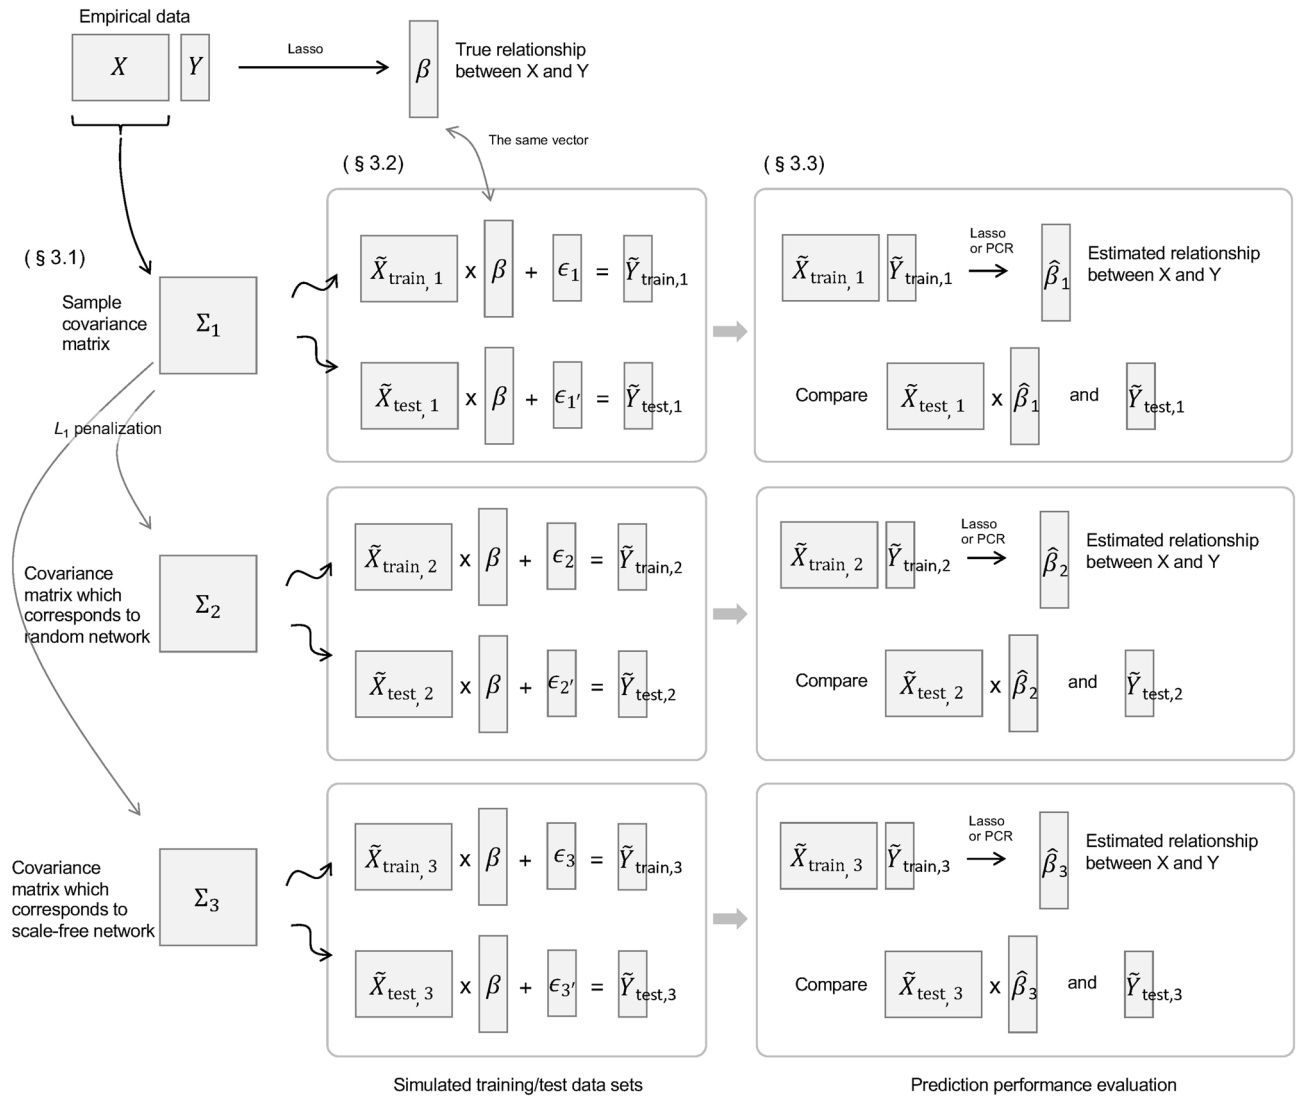 Empirical data
X Y
Lasso
β
True relationship
between X and Y
The same vector
(§3.1)
Sample
covariance
matrix
Σ₁
L₁ penalization
Covariance
matrix which
corresponds to
random network
Σ₂
Covariance
matrix which
corresponds to
scale-free network
Σ₃
(§3.2)
X̃train, 1 x β + ϵ₁ = Ỹtrain,1
X̃test, 1 x β + ϵ₁′ = Ỹtest,1
X̃train, 2 x β + ϵ₂ = Ỹtrain,2
X̃test, 2 x β + ϵ₂′ = Ỹtest,2
X̃train, 3 x β + ϵ₃ = Ỹtrain,3
X̃test, 3 x β + ϵ₃′ = Ỹtest,3
Simulated training/test data sets
(§3.3)
X̃train, 1 Ỹtrain,1
Lasso
or PCR
β̂₁
Estimated relationship
between X and Y
Compare X̃test, 1 x β̂₁ and Ỹtest,1
X̃train, 2 Ỹtrain,2
Lasso
or PCR
β̂₂
Estimated relationship
between X and Y
Compare X̃test, 2 x β̂₂ and Ỹtest,2
X̃train, 3 Ỹtrain,3
Lasso
or PCR
β̂₃
Estimated relationship
between X and Y
Compare X̃test, 3 x β̂₃ and Ỹtest,3
Prediction performance evaluation